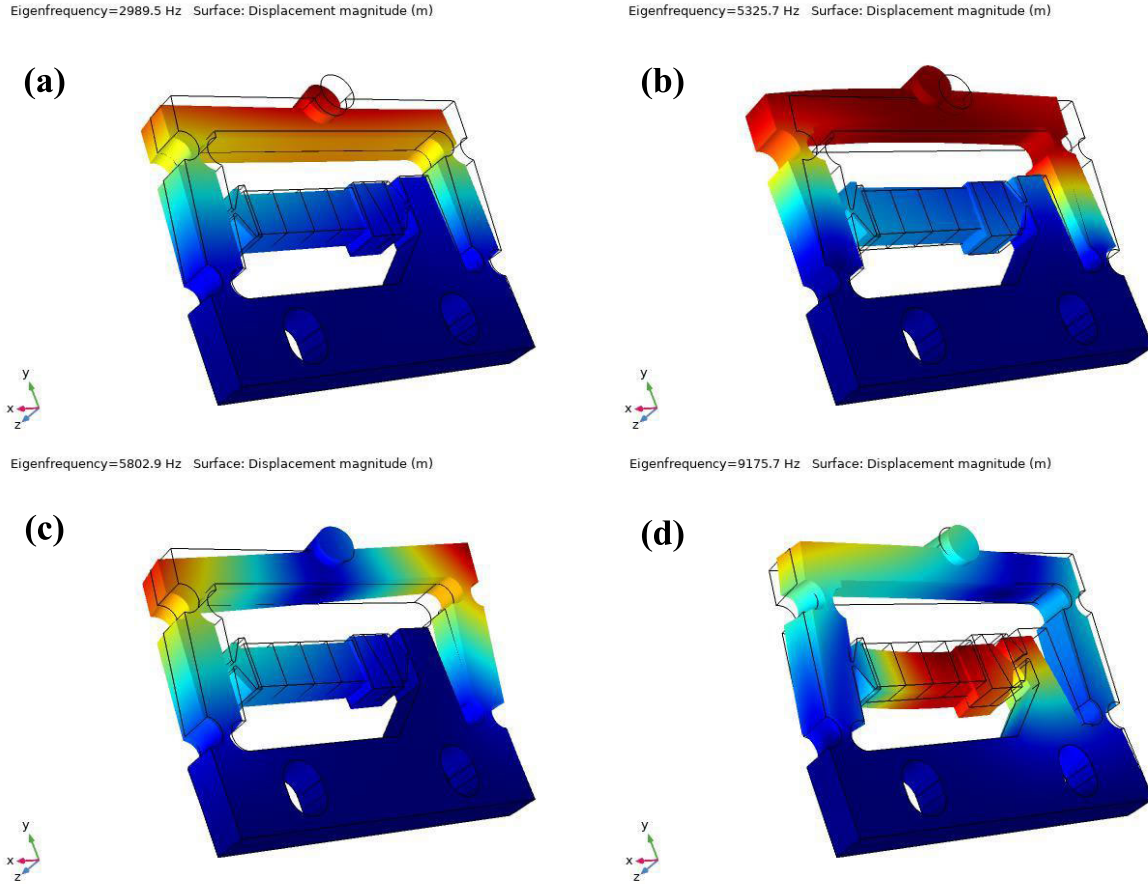 Eigenfrequency=2989.5 Hz   Surface: Displacement magnitude (m)
(a)
y
x
z
Eigenfrequency=5325.7 Hz   Surface: Displacement magnitude (m)
(b)
y
x
z
Eigenfrequency=5802.9 Hz   Surface: Displacement magnitude (m)
(c)
y
x
z
Eigenfrequency=9175.7 Hz   Surface: Displacement magnitude (m)
(d)
y
x
z